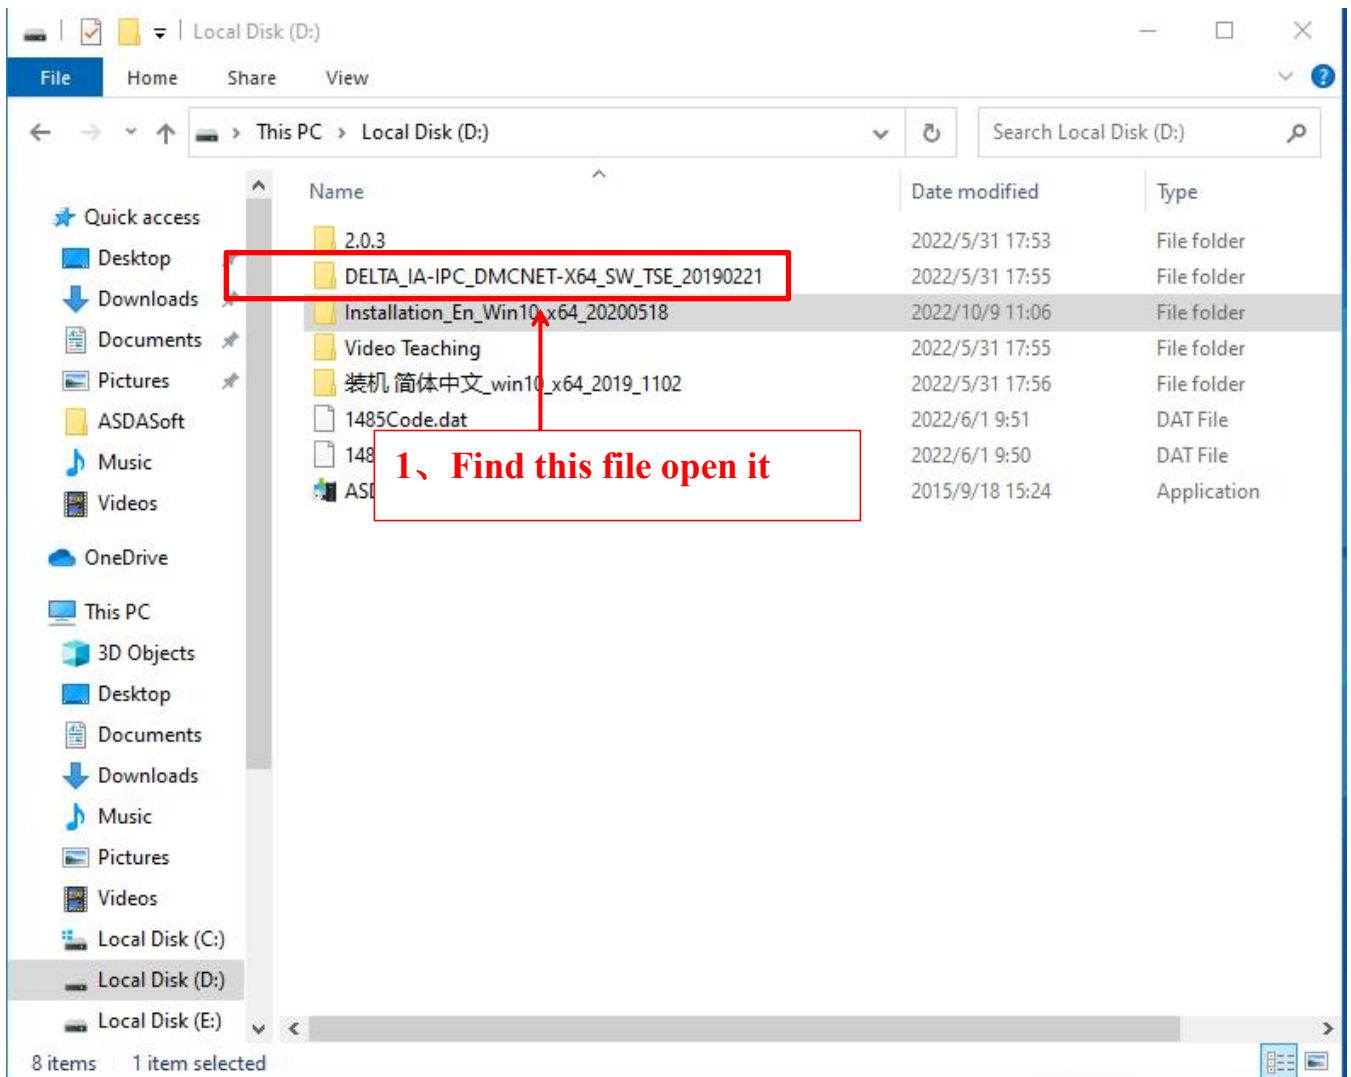 Local Disk (D:)
File Home Share View
This PC > Local Disk (D:)
Search Local Disk (D:)
Name Date modified Type
Quick access
Desktop
Downloads
Documents
Pictures
ASDASoft
Music
Videos
OneDrive
This PC
3D Objects
Desktop
Documents
Downloads
Music
Pictures
Videos
Local Disk (C:)
Local Disk (D:)
Local Disk (E:)
2.0.3 2022/5/31 17:53 File folder
DELTA_IA-IPC_DMCNET-X64_SW_TSE_20190221 2022/5/31 17:55 File folder
Installation_En_Win10_x64_20200518 2022/10/9 11:06 File folder
Video Teaching 2022/5/31 17:55 File folder
装机 简体中文_win10_x64_2019_1102 2022/5/31 17:56 File folder
1485Code.dat 2022/6/1 9:51 DAT File
148 2022/6/1 9:50 DAT File
ASD 2015/9/18 15:24 Application
1、Find this file open it
8 items 1 item selected